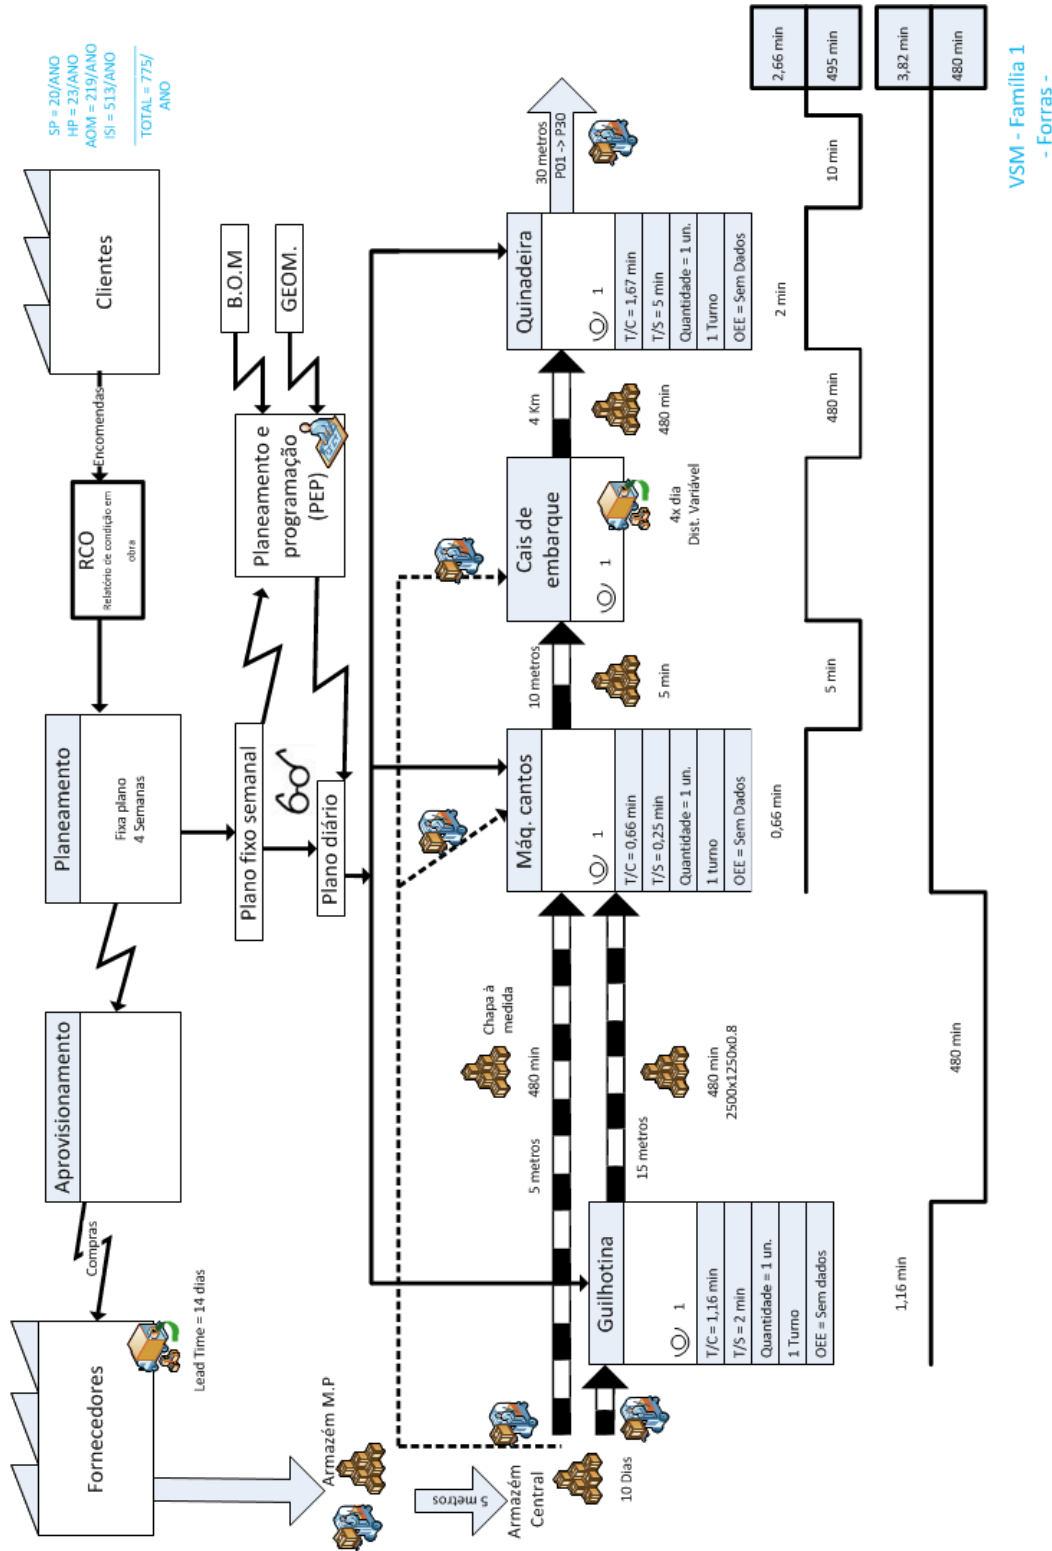 Fornecedores
Lead Time = 14 dias
Compras
Aprovisionamento
Planeamento
Fixa plano
4 Semanas
RCO
Relatório de condição em
obra
Encomendas
Clientes
SP = 20/ANO
HP = 23/ANO
AOM = 219/ANO
ISI = 513/ANO
TOTAL = 775/
ANO
Plano fixo semanal
Plano diário
Planeamento e
programação
(PEP)
B.O.M
GEOM.
Armazém M.P
5 metros
Armazém
Central
10 Dias
5 metros
480 min
Chapa à
medida
15 metros
480 min
2500x1250x0.8
Guilhotina
1
T/C = 1,16 min
T/S = 2 min
Quantidade = 1 un.
1 Turno
OEE = Sem dados
Máq. cantos
1
T/C = 0,66 min
T/S = 0,25 min
Quantidade = 1 un.
1 turno
OEE = Sem Dados
10 metros
5 min
Cais de
embarque
1
4x dia
Dist. Variável
4 Km
480 min
Quinadeira
1
T/C = 1,67 min
T/S = 5 min
Quantidade = 1 un.
1 Turno
OEE = Sem Dados
30 metros
P01 -> P30
0,66 min
5 min
480 min
2 min
10 min
2,66 min
495 min
1,16 min
480 min
3,82 min
480 min
VSM - Família 1
- Forras -